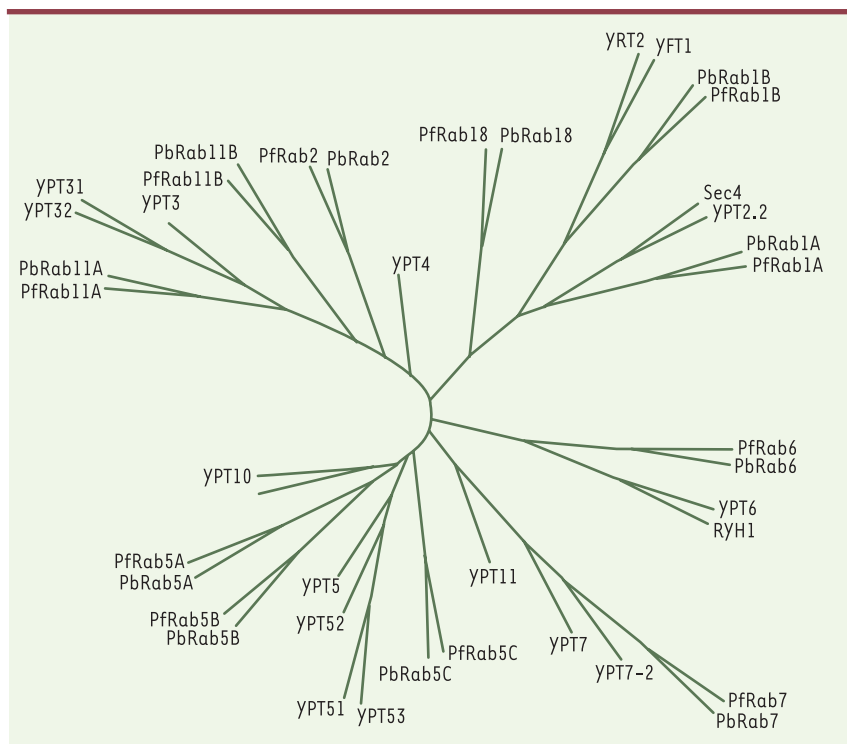 YRT2
YFT1
PbRab1B
PfRab1B
PfRab18
PbRab18
PbRab11B
PfRab2
PbRab2
PfRab11B
YPT31
YPT32
YPT3
Sec4
YPT2.2
PbRab1A
PfRab1A
YPT4
PbRab11A
PfRab11A
PfRab6
PbRab6
YPT10
YPT6
RYH1
PfRab5A
PbRab5A
YPT5
YPT11
PfRab5B
PbRab5B
YPT52
YPT7
YPT7-2
PfRab5C
PbRab5C
PfRab7
PbRab7
YPT51
YPT53